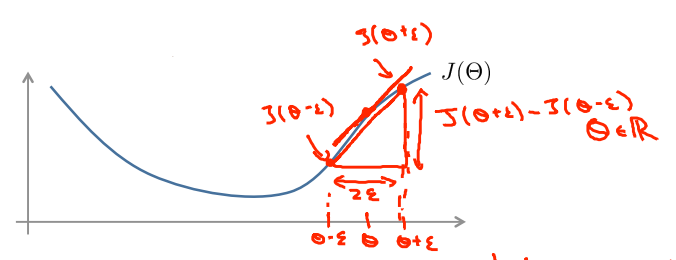 J(θ+ε)
J(Θ)
J(θ-ε)
J(θ+ε) - J(θ-ε)
θ ∈ ℝ
2ε
θ-ε θ θ+ε